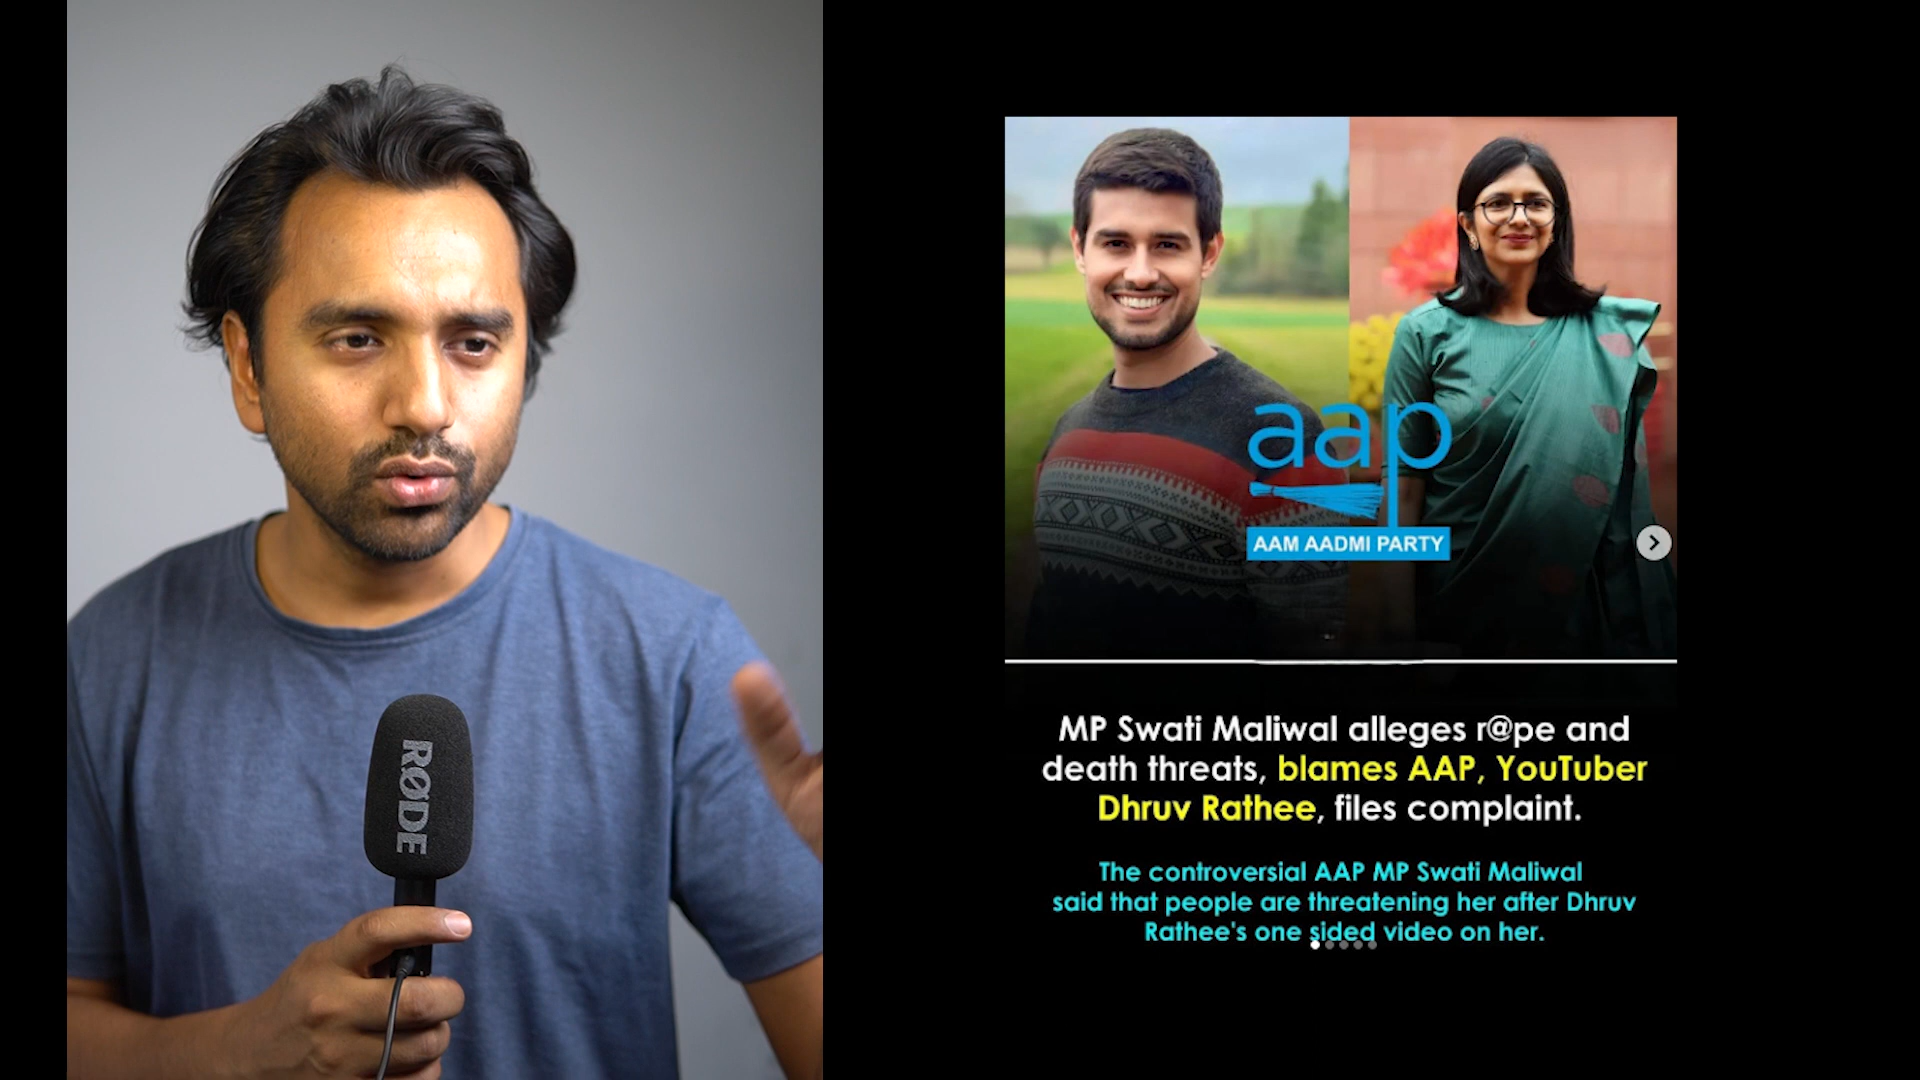 RØDE
aap
AAM AADMI PARTY
MP Swati Maliwal alleges r@pe and
death threats, blames AAP, YouTuber
Dhruv Rathee, files complaint.
The controversial AAP MP Swati Maliwal
said that people are threatening her after Dhruv
Rathee's one sided video on her.